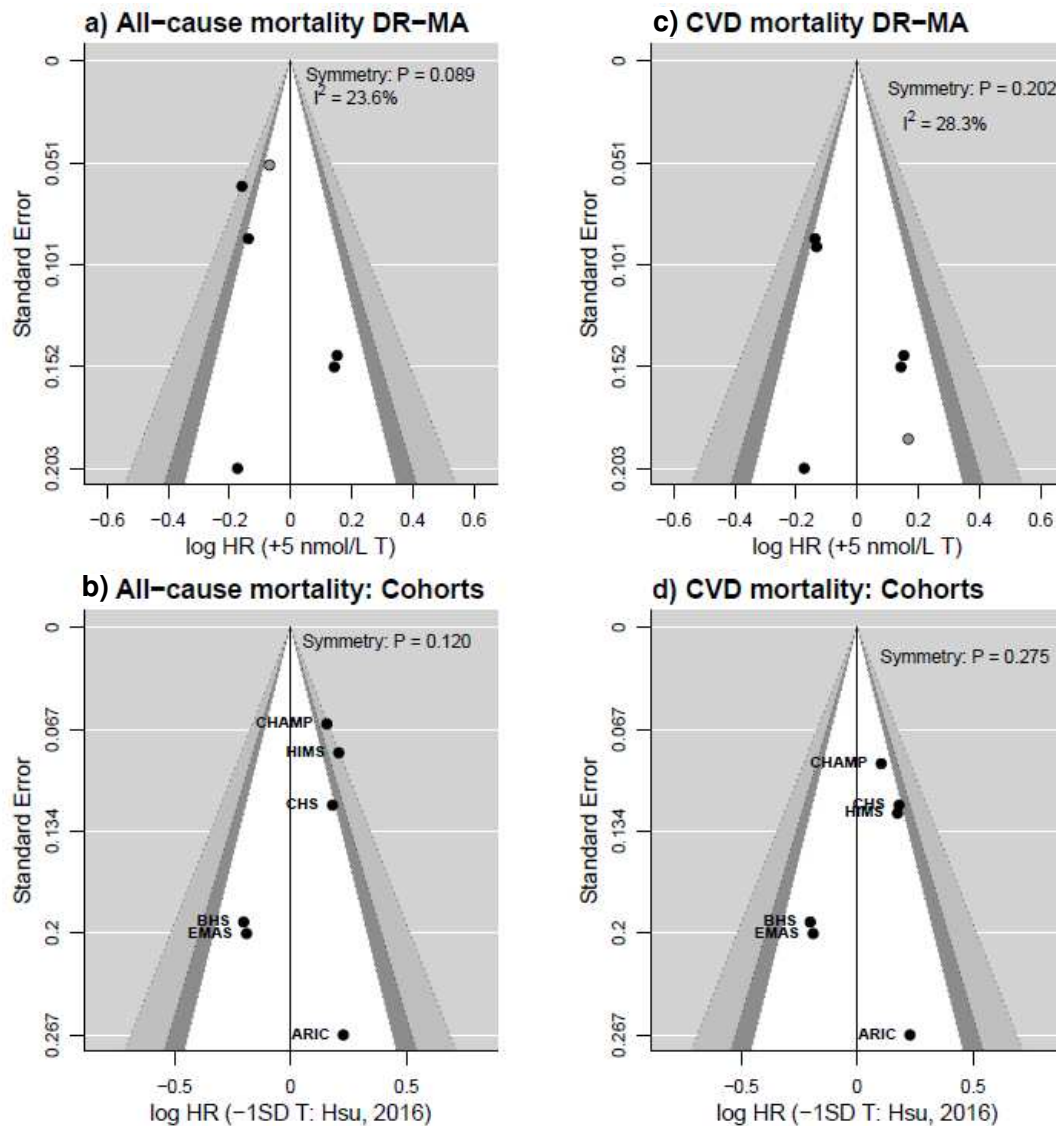 a) All−cause mortality DR−MA
Symmetry: P = 0.089
I² = 23.6%
0
0.051
0.101
0.152
0.203
Standard Error
−0.6 −0.4 −0.2 0 0.2 0.4 0.6
log HR (+5 nmol/L T)
c) CVD mortality DR−MA
Symmetry: P = 0.202
I² = 28.3%
0
0.051
0.101
0.152
0.203
Standard Error
−0.6 −0.4 −0.2 0 0.2 0.4 0.6
log HR (+5 nmol/L T)
b) All−cause mortality: Cohorts
Symmetry: P = 0.120
CHAMP
HIMS
CHS
BHS
EMAS
ARIC
0
0.067
0.134
0.2
0.267
Standard Error
−0.5 0 0.5
log HR (−1SD T: Hsu, 2016)
d) CVD mortality: Cohorts
Symmetry: P = 0.275
CHAMP
CHS
HIMS
BHS
EMAS
ARIC
0
0.067
0.134
0.2
0.267
Standard Error
−0.5 0 0.5
log HR (−1SD T: Hsu, 2016)